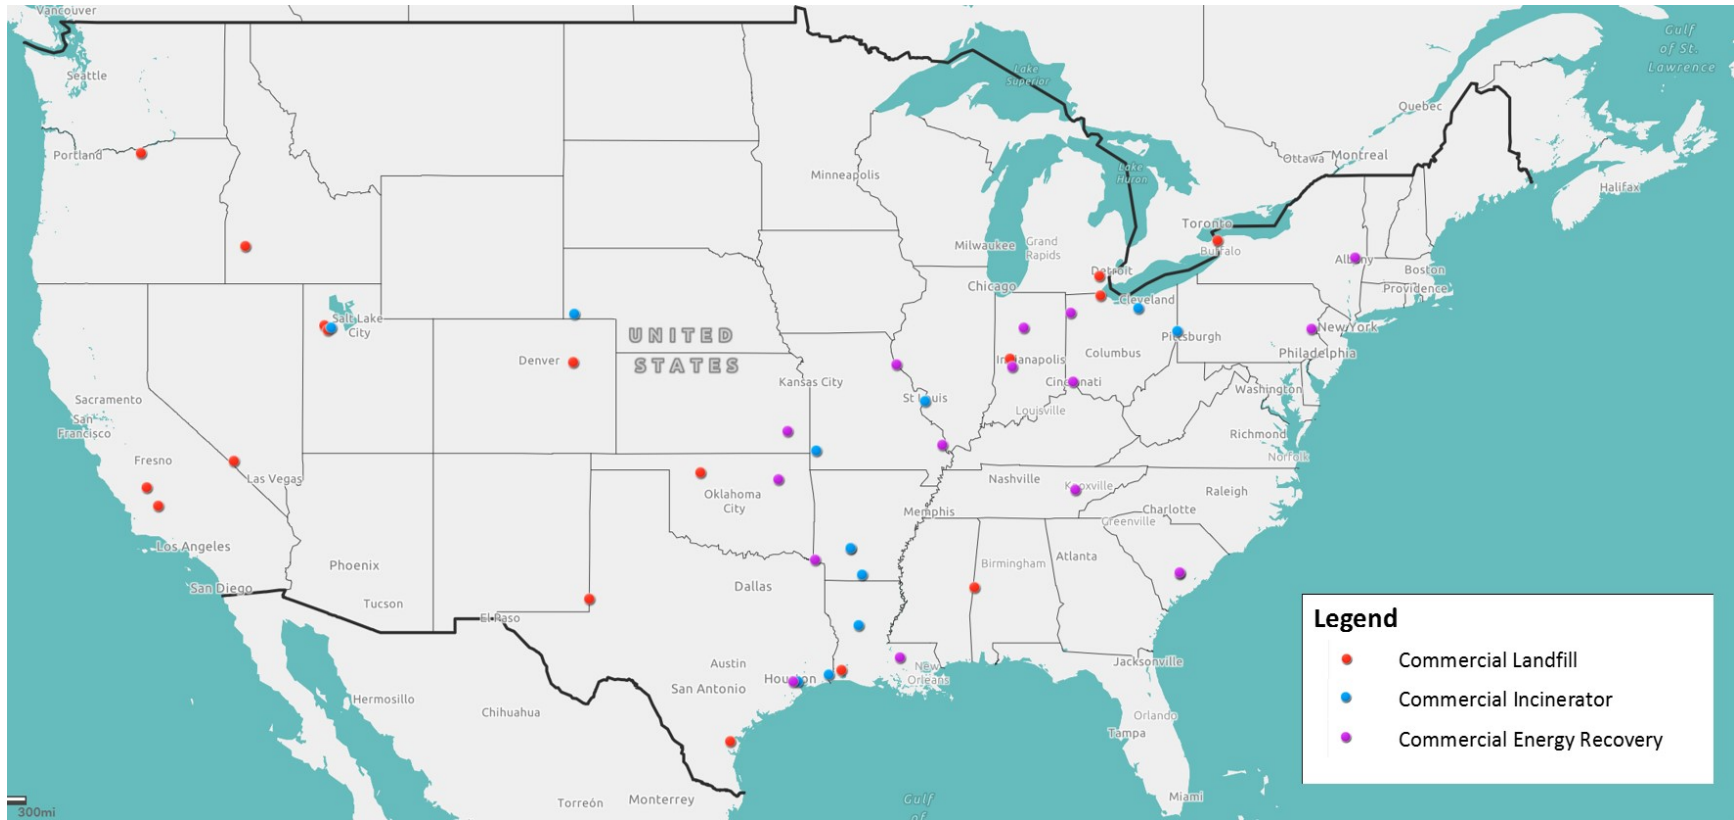 Vancouver
Gulf
of St.
Lawrence
Seattle
Lake
Superior
Quebec
Portland
Ottawa
Montreal
Minneapolis
Lake
Huron
Halifax
Toronto
Milwaukee
Grand
Rapids
Buffalo
Albany
Detroit
Boston
Chicago
Providence
Cleveland
Salt Lake
City
New York
UNITED
STATES
Pittsburgh
Denver
Indianapolis
Columbus
Philadelphia
Kansas City
Cincinnati
Washington
Sacramento
St Louis
Louisville
San
Francisco
Richmond
Fresno
Norfolk
Las Vegas
Nashville
Knoxville
Oklahoma
City
Raleigh
Memphis
Charlotte
Greenville
Los Angeles
Phoenix
Birmingham
Atlanta
San Diego
Dallas
Tucson
El Paso
Legend
Austin
Jacksonville
Commercial Landfill
New
Orleans
Houston
San Antonio
Hermosillo
Commercial Incinerator
Chihuahua
Orlando
Tampa
Commercial Energy Recovery
Miami
Torreón
Monterrey
Gulf
of
300mi